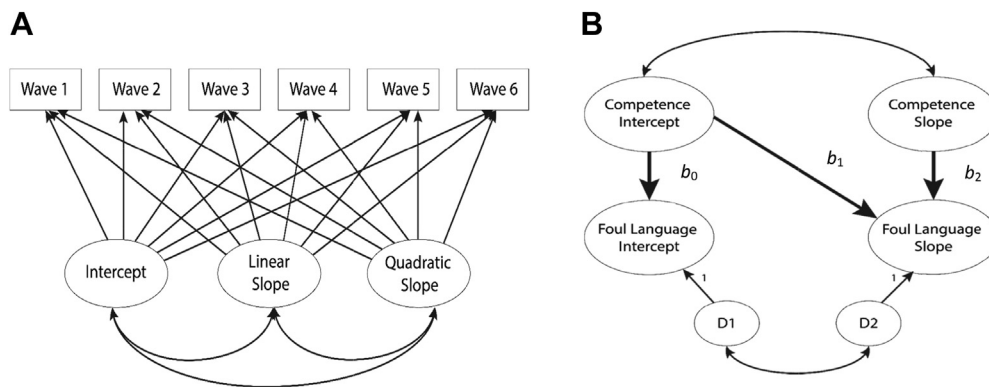 A
Wave 1
Wave 2
Wave 3
Wave 4
Wave 5
Wave 6
Intercept
Linear
Slope
Quadratic
Slope
B
Competence
Intercept
Competence
Slope
b0
b1
b2
Foul Language
Intercept
Foul Language
Slope
1
1
D1
D2